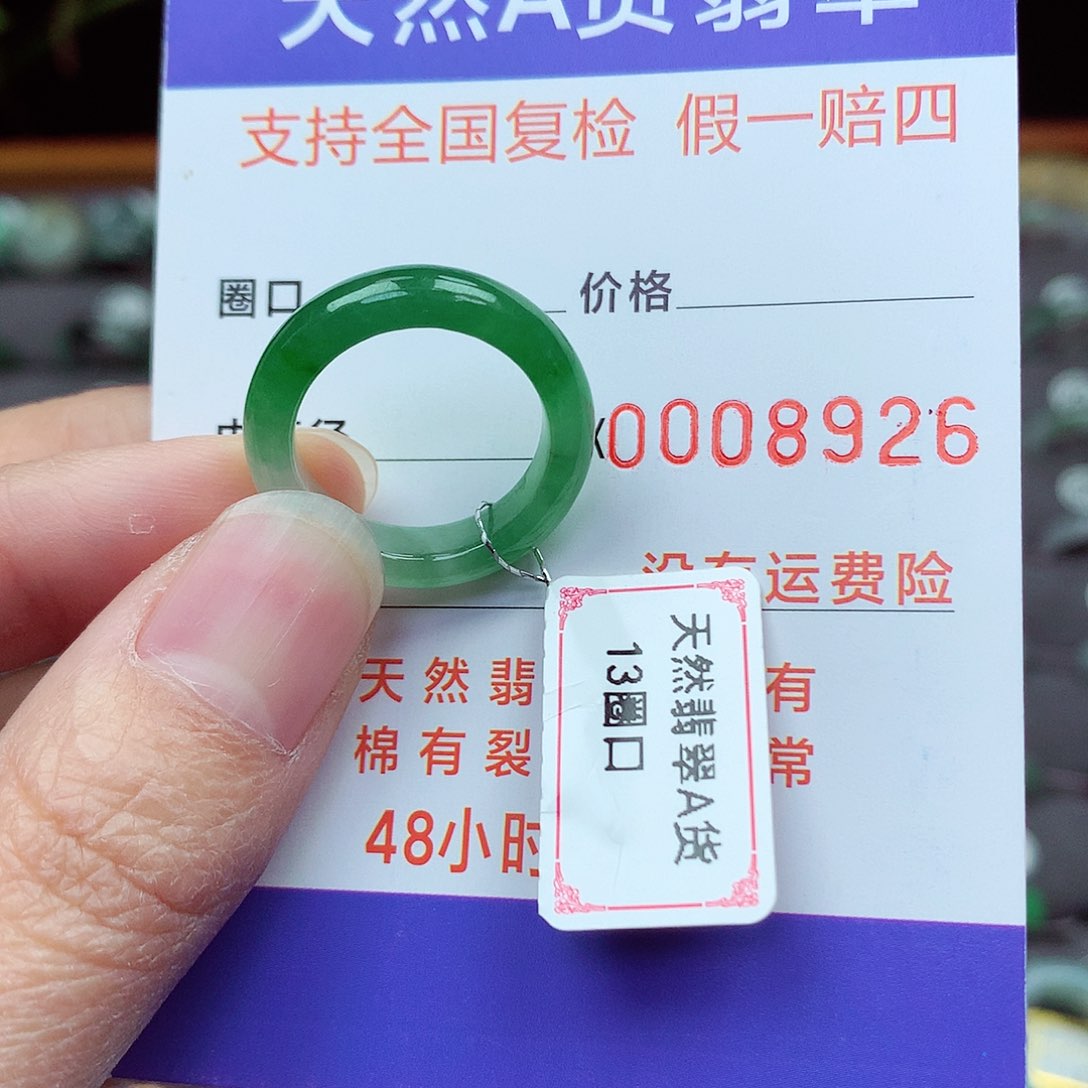 天然A货翡翠
支持全国复检 假一赔四
圈口
价格
0008926
没有运费险
天然翡
有
棉有裂
常
48小时
天然翡翠A货
13圈口